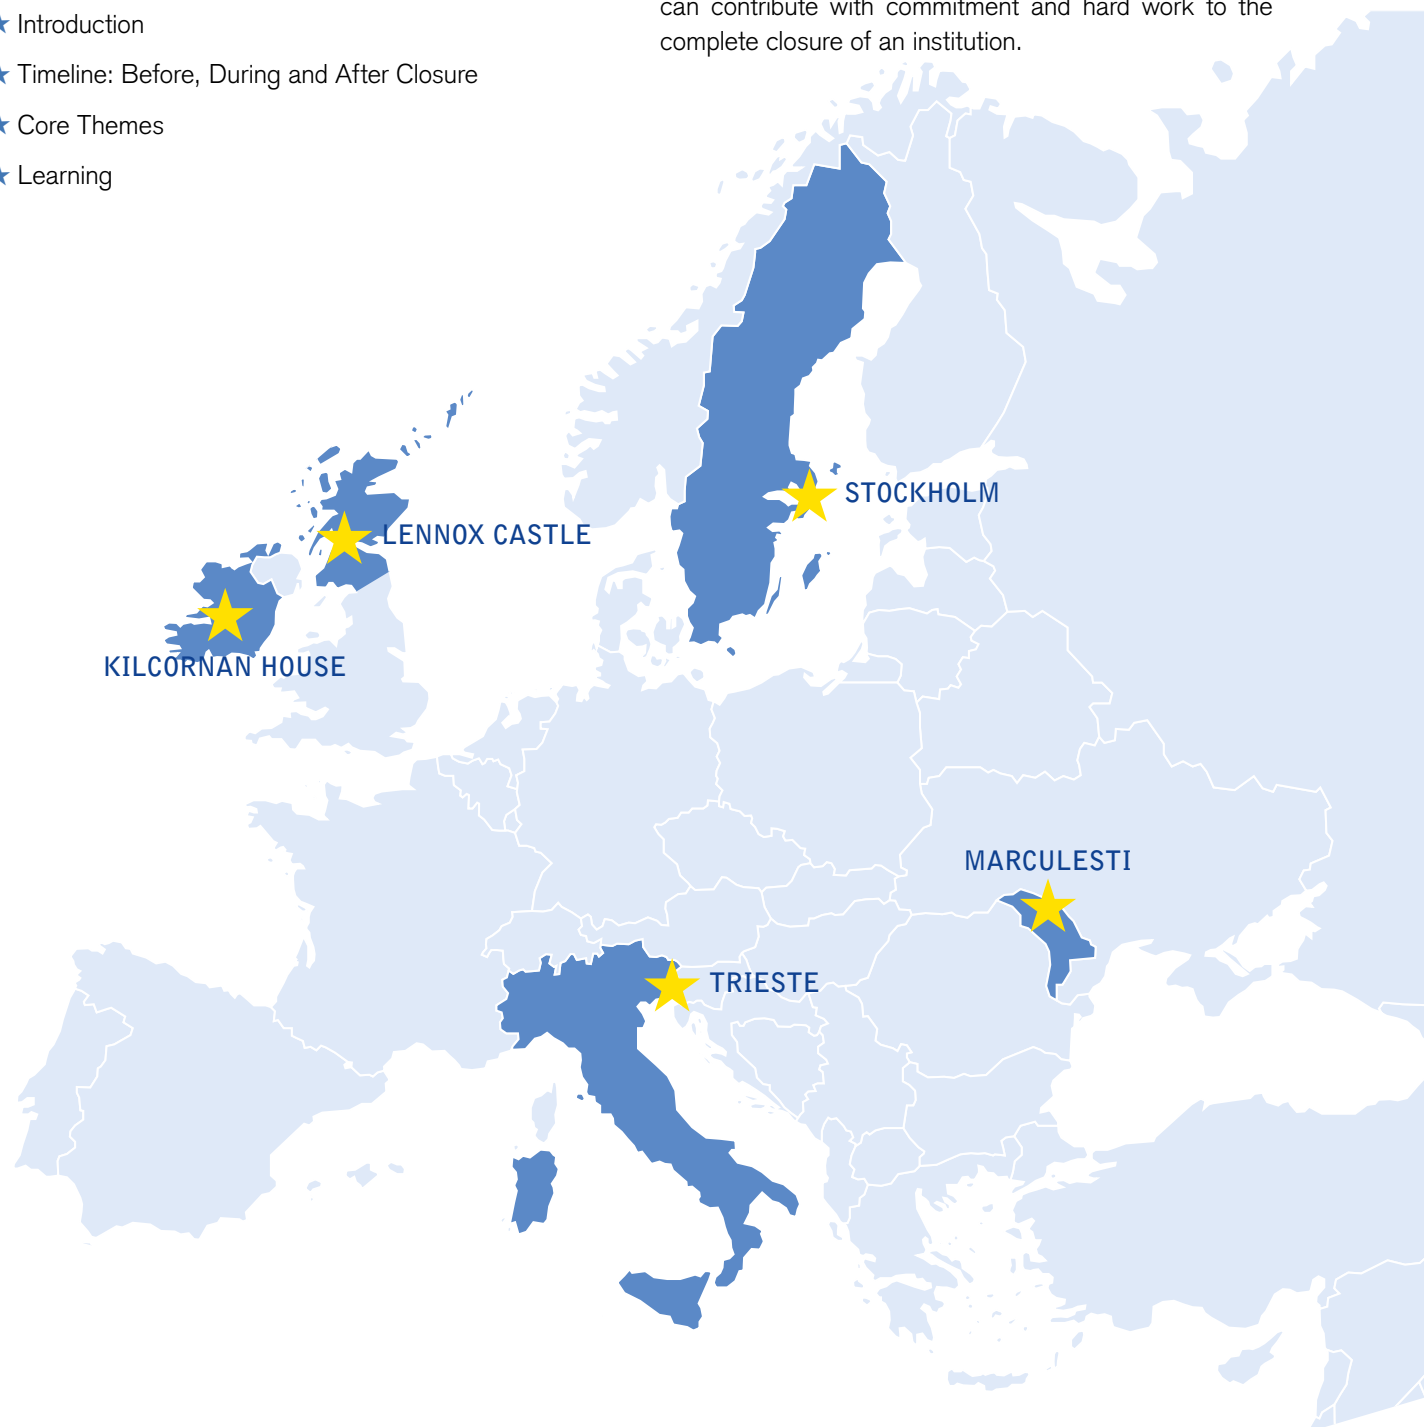 Introduction
Timeline: Before, During and After Closure
Core Themes
Learning
can contribute with commitment and hard work to the
complete closure of an institution.
STOCKHOLM
LENNOX CASTLE
KILCORNAN HOUSE
MARCULESTI
TRIESTE